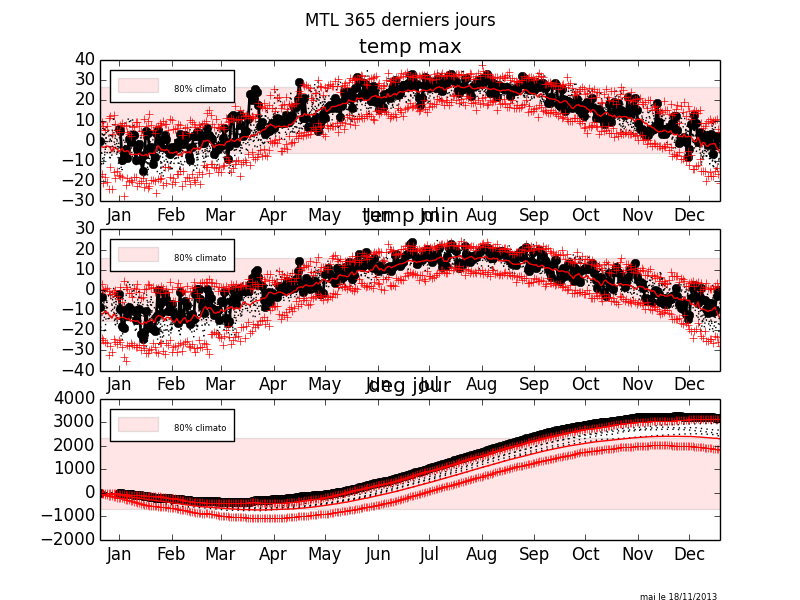 MTL 365 derniers jours
temp max
40
30
20
10
0
−10
−20
−30
80% climato
Jan Feb Mar Apr May Jun Jul Aug Sep Oct Nov Dec
temp min
30
20
10
0
−10
−20
−30
−40
80% climato
Jan Feb Mar Apr May Jun Jul Aug Sep Oct Nov Dec
deg jour
4000
3000
2000
1000
0
−1000
−2000
80% climato
Jan Feb Mar Apr May Jun Jul Aug Sep Oct Nov Dec
maj le 18/11/2013